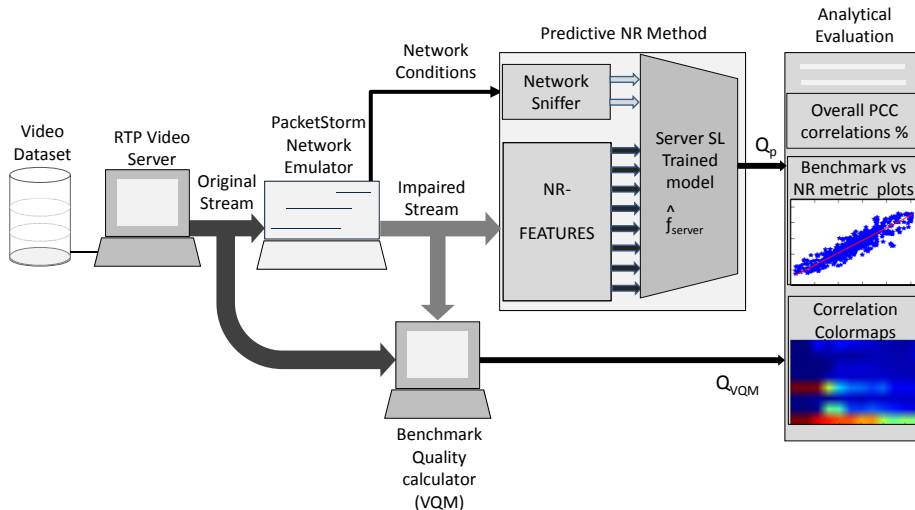 Video
Dataset
RTP Video
Server
Original
Stream
PacketStorm
Network
Emulator
Network
Conditions
Impaired
Stream
Predictive NR Method
Network
Sniffer
NR-
FEATURES
Server SL
Trained
model
f̂server
Qp
QVQM
Benchmark
Quality
calculator
(VQM)
Analytical
Evaluation
Overall PCC
correlations %
Benchmark vs
NR metric plots
Correlation
Colormaps